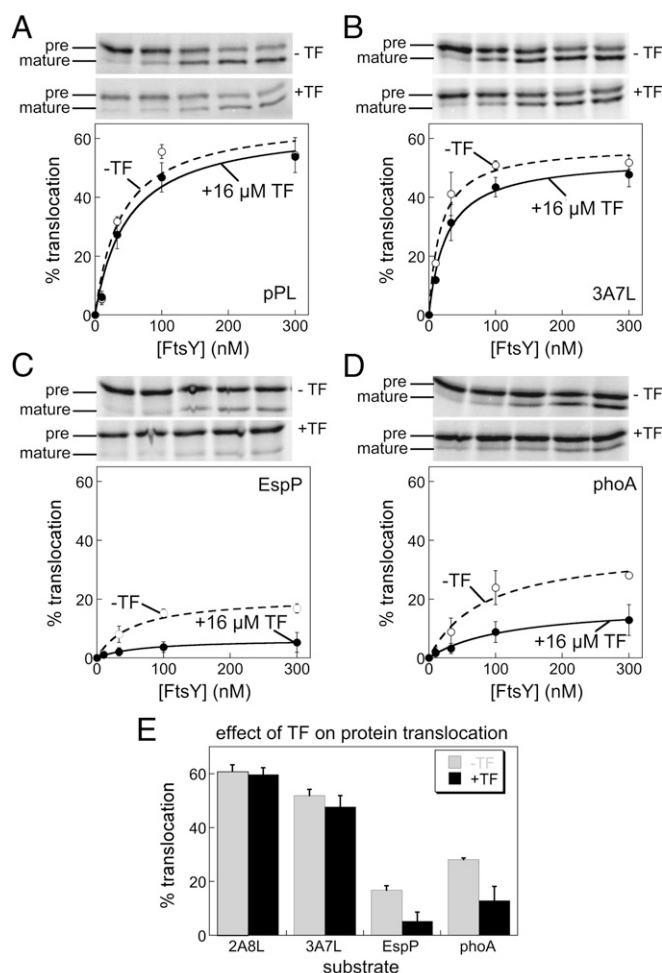 A
pre
mature
- TF
pre
mature
+TF
% translocation
60
40
20
0
-TF
+16 µM TF
pPL
0 100 200 300
[FtsY] (nM)
B
pre
mature
- TF
pre
mature
+TF
% translocation
60
40
20
0
-TF
+16 µM TF
3A7L
0 100 200 300
[FtsY] (nM)
C
pre
mature
- TF
pre
mature
+TF
% translocation
60
40
20
0
EspP
-TF
+16 µM TF
0 100 200 300
[FtsY] (nM)
D
pre
mature
- TF
pre
mature
+TF
% translocation
60
40
20
0
phoA
-TF
+16 µM TF
0 100 200 300
[FtsY] (nM)
E
effect of TF on protein translocation
% translocation
60
40
20
0
-TF
+TF
2A8L 3A7L EspP phoA
substrate